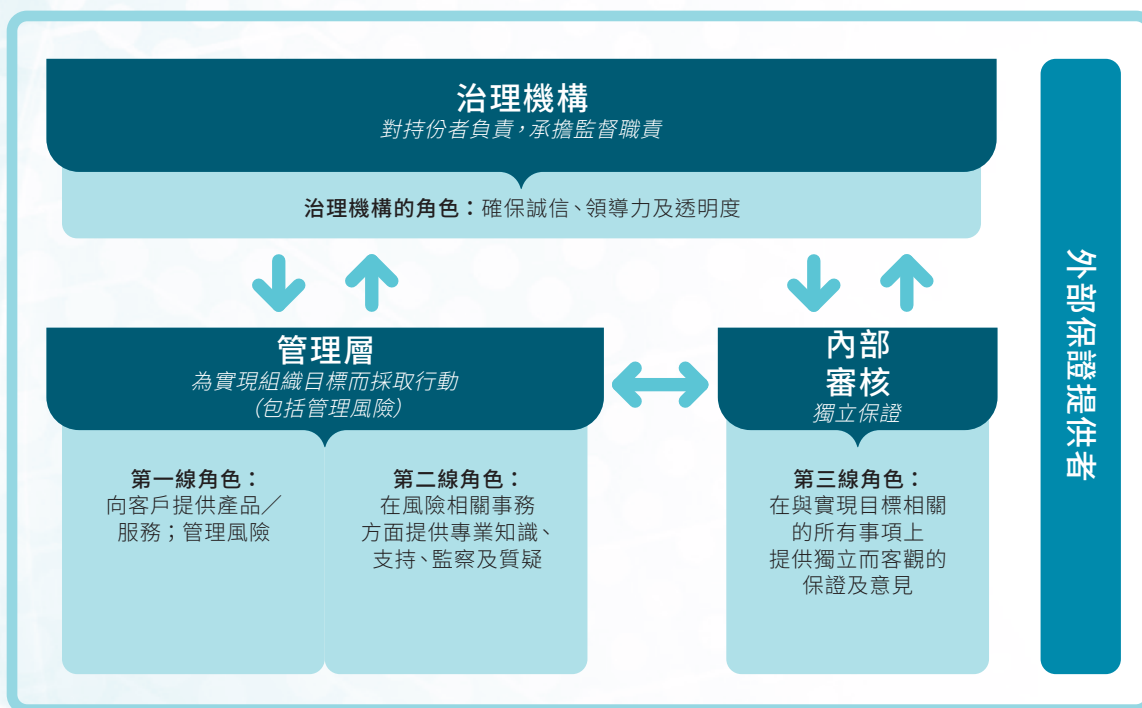 治理機構
對持份者負責，承擔監督職責
治理機構的角色：確保誠信、領導力及透明度
管理層
為實現組織目標而採取行動
（包括管理風險）
第一線角色：
向客戶提供產品／
服務；管理風險
第二線角色：
在風險相關事務
方面提供專業知識、
支持、監察及質疑
內部
審核
獨立保證
第三線角色：
在與實現目標相關
的所有事項上
提供獨立而客觀的
保證及意見
外部保證提供者